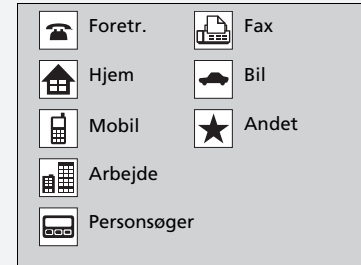 Foretr.
Hjem
Mobil
Arbejde
Personsøger
Fax
Bil
Andet